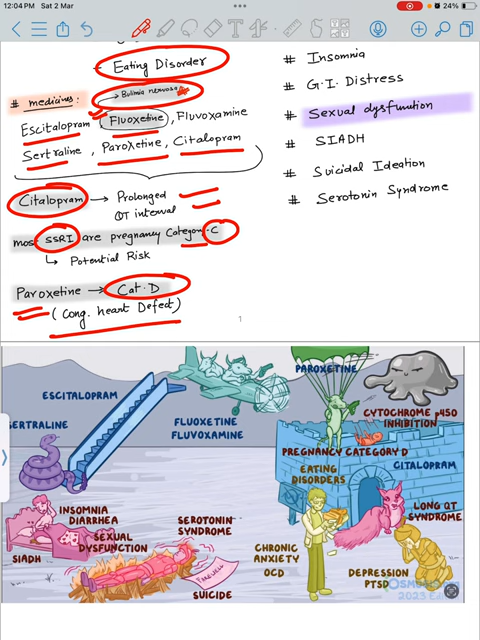 12:04 PM Sat 2 Mar
24%
Eating Disorder
# medicines:
→ Bulimia nervosa
Escitalopram, Fluoxetine, Fluvoxamine
Sertraline, Paroxetine, Citalopram
Citalopram → Prolonged
QT interval
most SSRI are pregnancy Category C
↳ Potential Risk
Paroxetine → Cat. D
(Cong. heart Defect)
1
# Insomnia
# G.I. Distress
# Sexual dysfunction
# SIADH
# Suicidal Ideation
# Serotonin Syndrome
PAROXETINE
ESCITALOPRAM
CYTOCHROME p450
INHIBITION
SERTRALINE
FLUOXETINE
FLUVOXAMINE
PREGNANCY CATEGORY D
EATING
DISORDERS
CITALOPRAM
INSOMNIA
DIARRHEA
SEXUAL
DYSFUNCTION
SIADH
SEROTONIN
SYNDROME
FAREWELL
SUICIDE
LONG QT
SYNDROME
CHRONIC
ANXIETY
OCD
DEPRESSION
PTSD
OSMOSIS.org